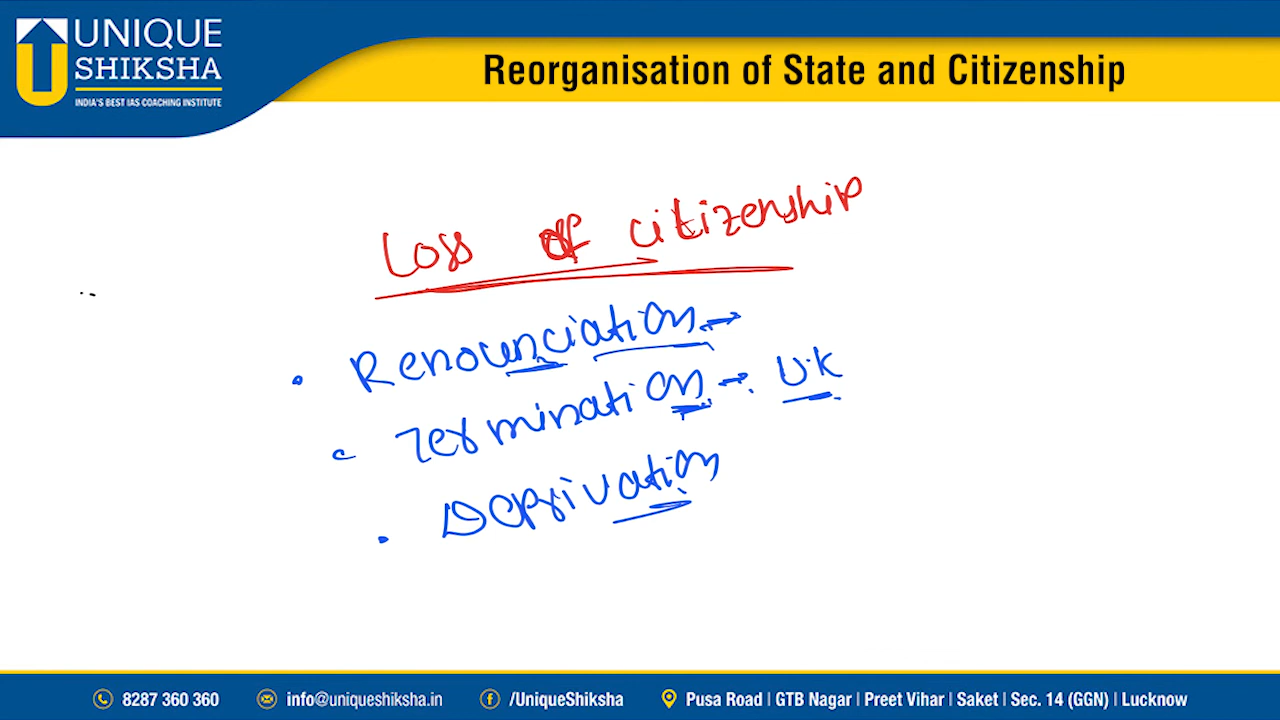 UNIQUE
SHIKSHA
INDIA'S BEST IAS COACHING INSTITUTE
Reorganisation of State and Citizenship
Loss of citizenship
• Renounciation →
• Termination → U.K
• Deprivation
8287 360 360
info@uniqueshiksha.in
/UniqueShiksha
Pusa Road | GTB Nagar | Preet Vihar | Saket | Sec. 14 (GGN) | Lucknow